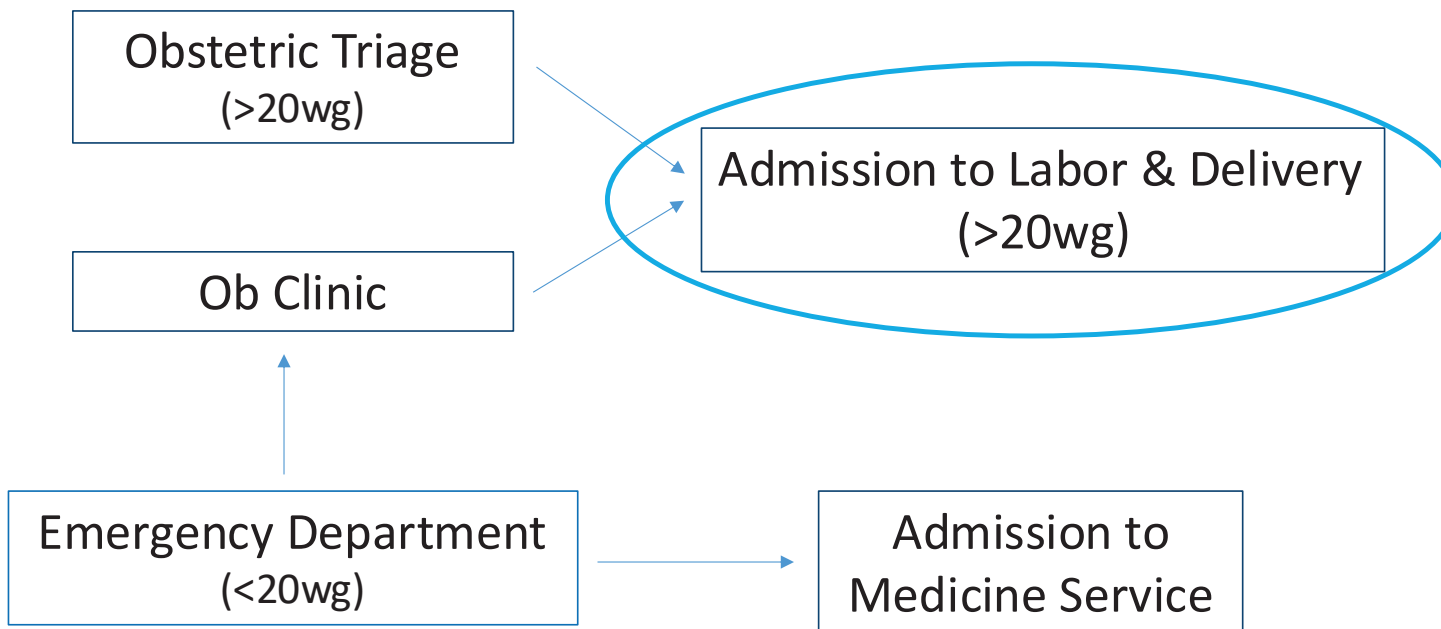 Obstetric Triage
(>20wg)
Admission to Labor & Delivery
(>20wg)
Ob Clinic
Emergency Department
(<20wg)
Admission to
Medicine Service